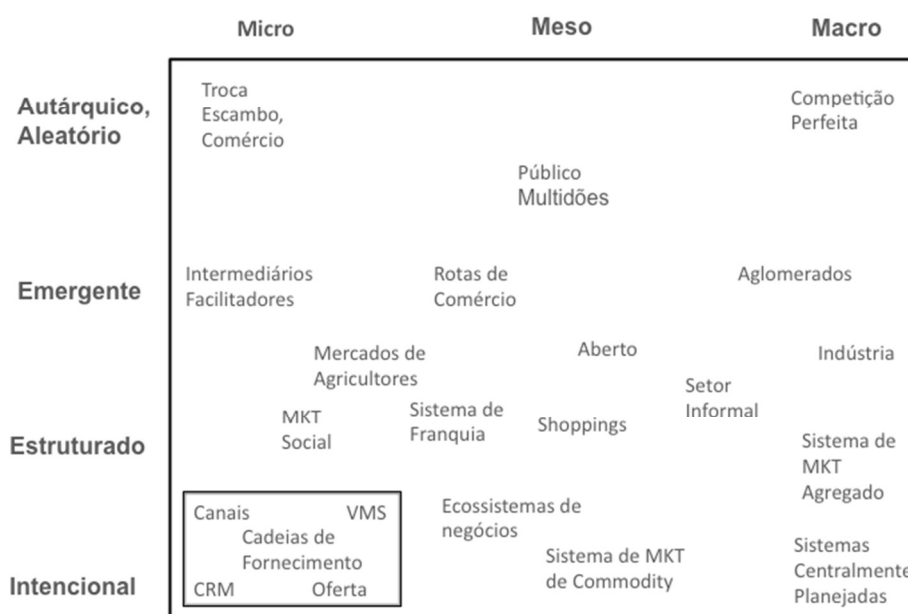 Micro
Meso
Macro
Autárquico,
Aleatório
Troca
Escambo,
Comércio
Competição
Perfeita
Público
Multidões
Emergente
Intermediários
Facilitadores
Rotas de
Comércio
Aglomerados
Mercados de
Agricultores
Aberto
Indústria
Setor
Informal
Estruturado
MKT
Social
Sistema de
Franquia
Shoppings
Sistema de
MKT
Agregado
Intencional
Canais
VMS
Cadeias de
Fornecimento
CRM
Oferta
Ecossistemas de
negócios
Sistema de MKT
de Commodity
Sistemas
Centralmente
Planejadas